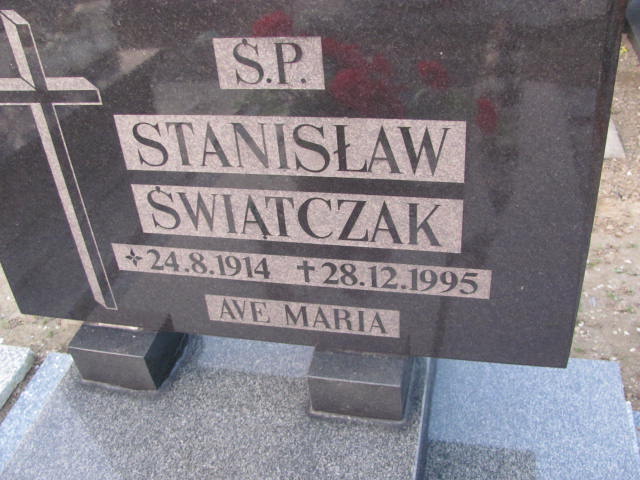 Ś.P.
STANISŁAW
ŚWIĄTCZAK
24.8.1914 †28.12.1995
AVE MARIA